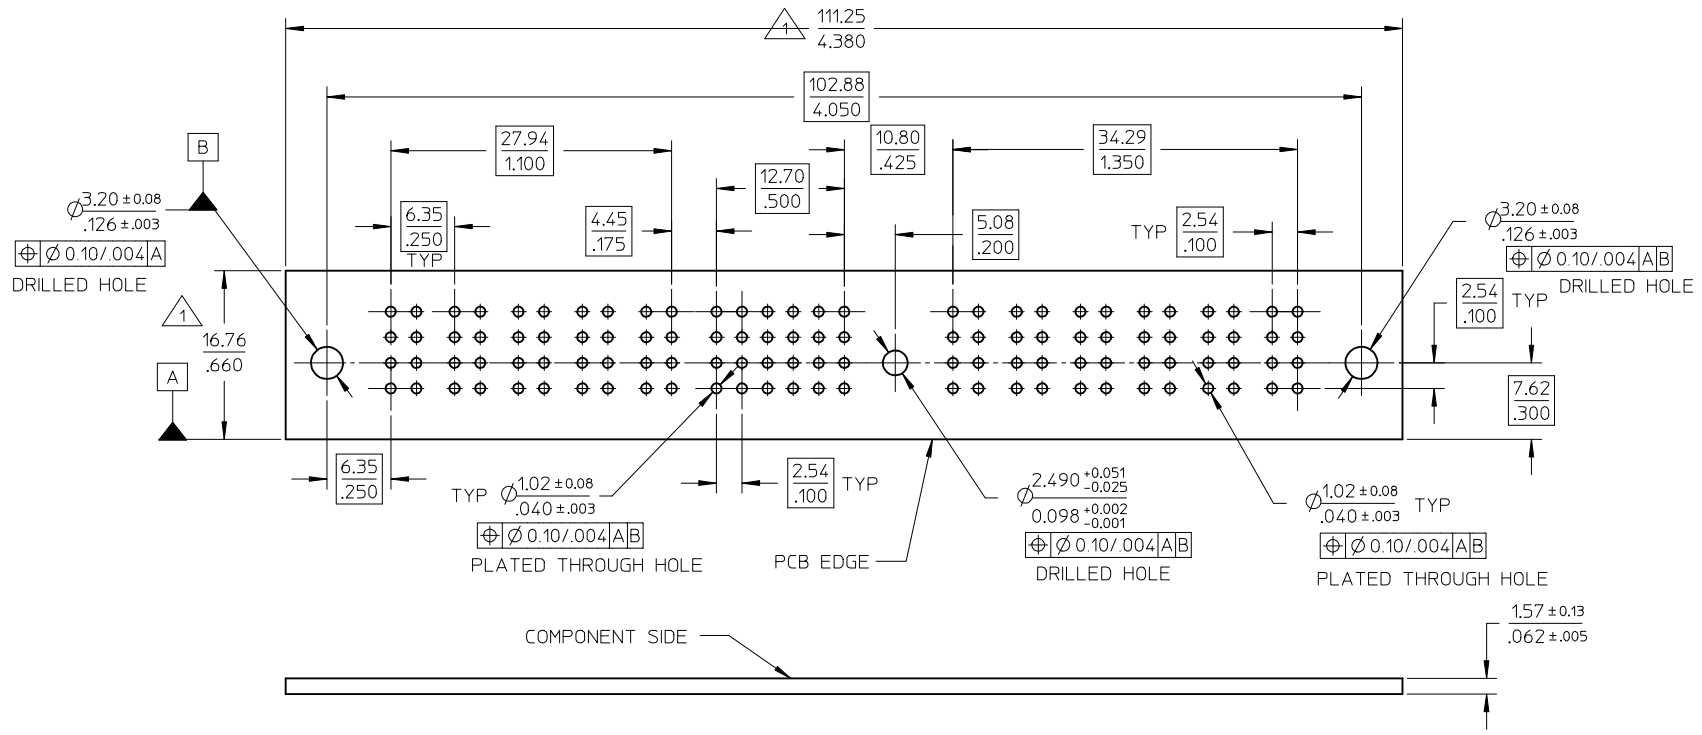 1
111.25
4.380
102.88
4.050
27.94
1.100
10.80
.425
34.29
1.350
B
12.70
.500
⌀3.20 ±0.08
.126 ±.003
⌖ ⌀ 0.10/.004 A
DRILLED HOLE
6.35
.250
TYP
4.45
.175
5.08
.200
TYP 2.54
.100
⌀3.20 ±0.08
.126 ±.003
⌖ ⌀ 0.10/.004 A B
DRILLED HOLE
2.54
.100
TYP
1
16.76
.660
A
7.62
.300
6.35
.250
TYP ⌀1.02 ±0.08
.040 ±.003
⌖ ⌀ 0.10/.004 A B
PLATED THROUGH HOLE
2.54
.100
TYP
PCB EDGE
⌀2.490 +0.051
-0.025
0.098 +0.002
-0.001
⌖ ⌀ 0.10/.004 A B
DRILLED HOLE
⌀1.02 ±0.08
.040 ±.003
TYP
⌖ ⌀ 0.10/.004 A B
PLATED THROUGH HOLE
COMPONENT SIDE
1.57 ±0.13
.062 ±.005